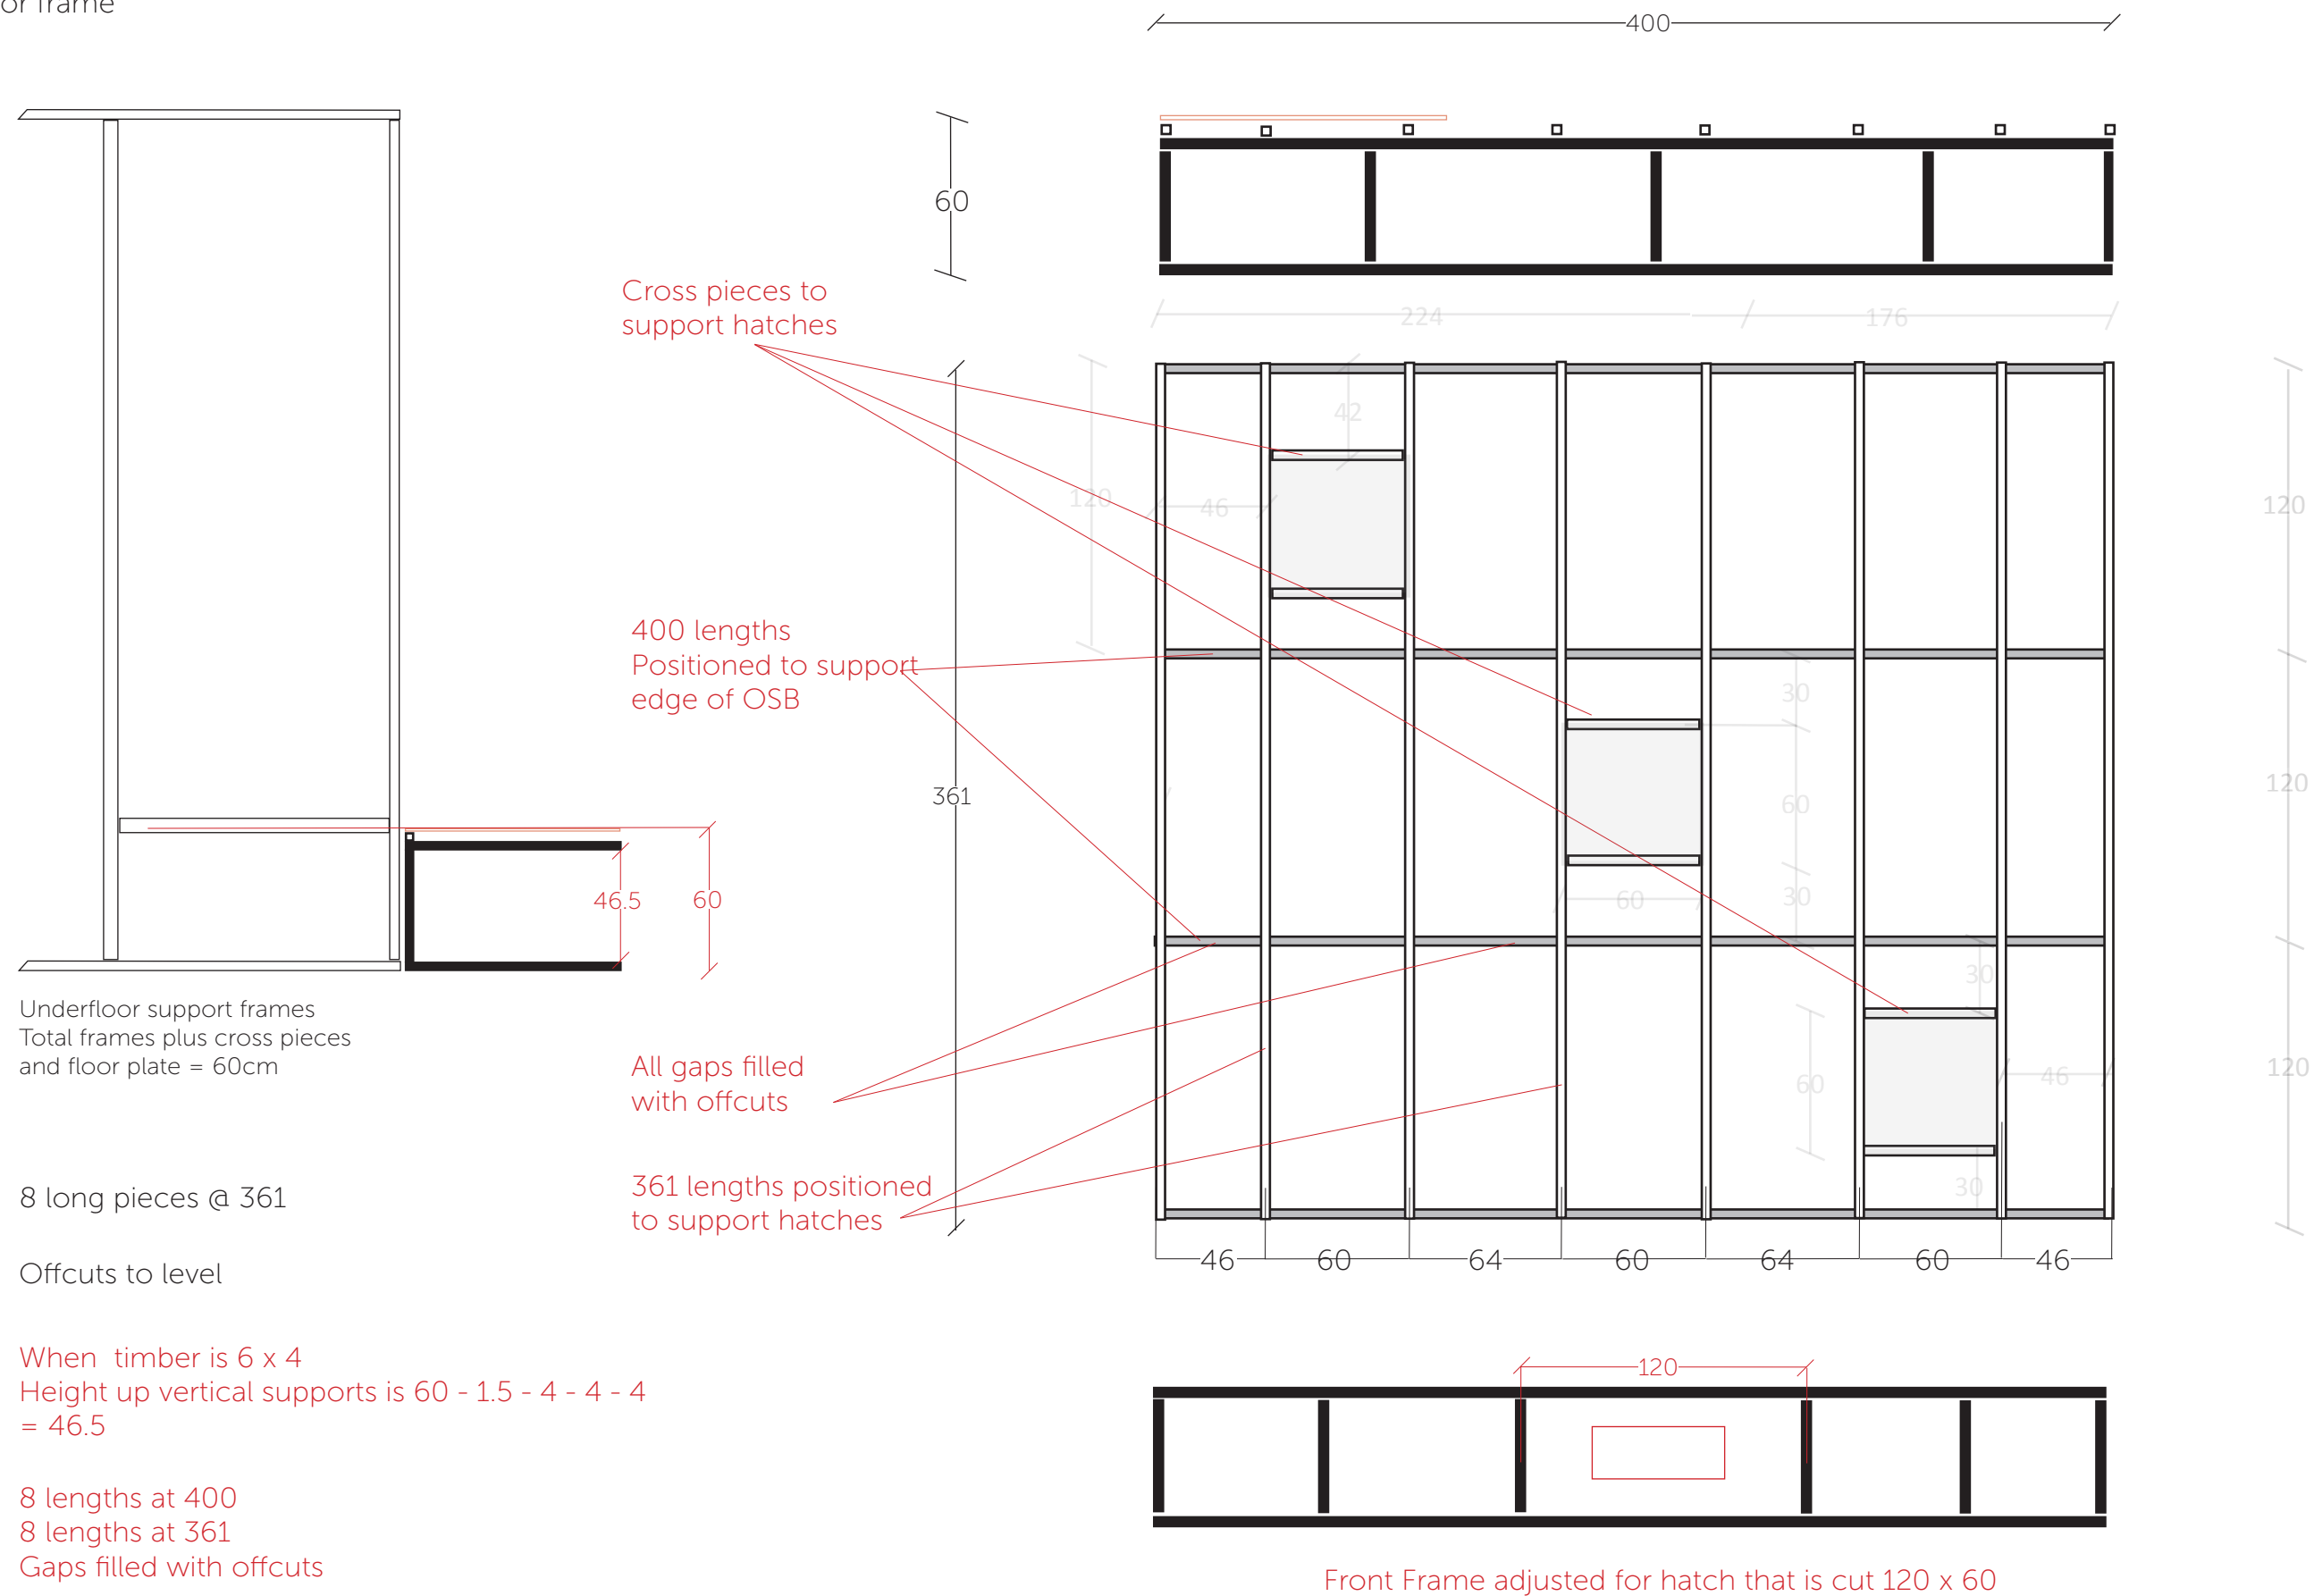 or frame
400
60
Cross pieces to
support hatches
224
176
42
120
46
120
400 lengths
Positioned to support
edge of OSB
30
361
60
120
46.5
60
60
30
30
Underfloor support frames
Total frames plus cross pieces
and floor plate = 60cm
All gaps filled
with offcuts
60
46
120
8 long pieces @ 361
361 lengths positioned
to support hatches
30
Offcuts to level
46
60
64
60
64
60
46
When  timber is 6 x 4
Height up vertical supports is 60 - 1.5 - 4 - 4 - 4
= 46.5
120
8 lengths at 400
8 lengths at 361
Gaps filled with offcuts
Front Frame adjusted for hatch that is cut 120 x 60